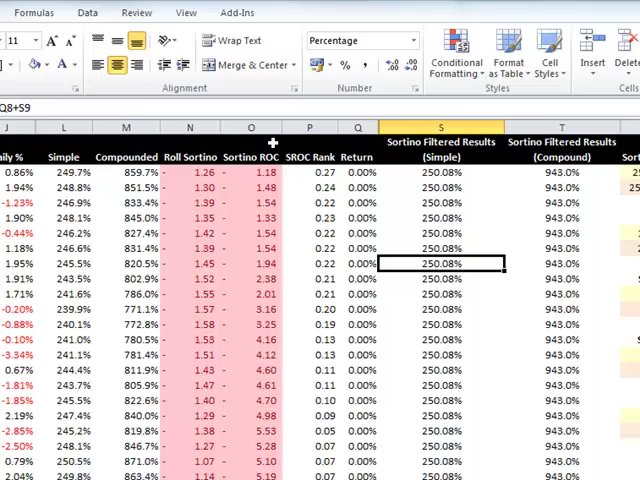 Formulas Data Review View Add-Ins
11 A A Wrap Text Percentage
A Merge & Center $ % , Conditional Formatting Format as Table Cell Styles Insert Delete
Alignment Number Styles
Q8+S9
J L M N O P Q S T
Sortino Filtered Results Sortino Filtered Results
aily % Simple Compounded Roll Sortino Sortino ROC SROC Rank Return (Simple) (Compound) Sort
0.86% 249.7% 859.7% - 1.26 - 1.18 0.27 0.00% 250.08% 943.0% 25
1.94% 248.8% 851.5% - 1.30 - 1.48 0.24 0.00% 250.08% 943.0% 250
-1.23% 246.9% 833.4% - 1.39 - 1.54 0.22 0.00% 250.08% 943.0%
1.90% 248.1% 845.0% - 1.35 - 1.33 0.23 0.00% 250.08% 943.0%
-0.44% 246.2% 827.4% - 1.42 - 1.54 0.22 0.00% 250.08% 943.0% 1
1.18% 246.6% 831.4% - 1.39 - 1.54 0.22 0.00% 250.08% 943.0% 2
1.95% 245.5% 820.5% - 1.45 - 1.94 0.22 0.00% 250.08% 943.0%
1.91% 243.5% 802.9% - 1.52 - 2.38 0.21 0.00% 250.08% 943.0% S
1.71% 241.6% 786.0% - 1.55 - 2.01 0.21 0.00% 250.08% 943.0%
-0.20% 239.9% 771.1% - 1.57 - 3.16 0.20 0.00% 250.08% 943.0%
-0.88% 240.1% 772.8% - 1.58 - 3.25 0.19 0.00% 250.08% 943.0%
-0.10% 241.0% 780.5% - 1.53 - 4.16 0.13 0.00% 250.08% 943.0% S
-3.34% 241.1% 781.4% - 1.51 - 4.12 0.13 0.00% 250.08% 943.0%
0.67% 244.4% 811.9% - 1.43 - 4.60 0.11 0.00% 250.08% 943.0%
-1.81% 243.7% 805.9% - 1.47 - 4.61 0.11 0.00% 250.08% 943.0%
-1.85% 245.5% 822.6% - 1.40 - 4.70 0.10 0.00% 250.08% 943.0%
2.19% 247.4% 840.0% - 1.29 - 4.98 0.09 0.00% 250.08% 943.0%
-2.85% 245.2% 819.8% - 1.38 - 5.53 0.05 0.00% 250.08% 943.0%
-2.50% 248.1% 846.7% - 1.27 - 5.28 0.07 0.00% 250.08% 943.0%
0.79% 250.5% 871.0% - 1.07 - 5.10 0.07 0.00% 250.08% 943.0%
2.04% 249.8% 863.4% - 1.14 - 5.19 0.07 0.00% 250.08% 943.0%